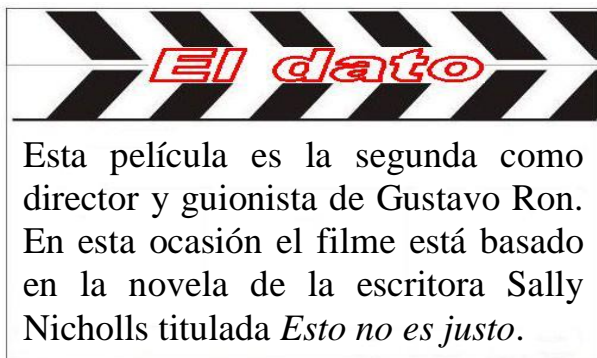 El dato
Esta película es la segunda como
director y guionista de Gustavo Ron.
En esta ocasión el filme está basado
en la novela de la escritora Sally
Nicholls titulada Esto no es justo.